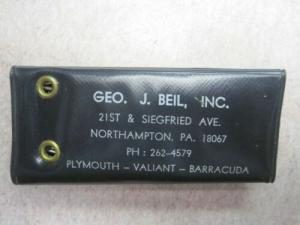 GEO. J. BEIL, INC.
21ST & SIEGFRIED AVE.
NORTHAMPTON, PA. 18067
PH : 262-4579
PLYMOUTH - VALIANT - BARRACUDA